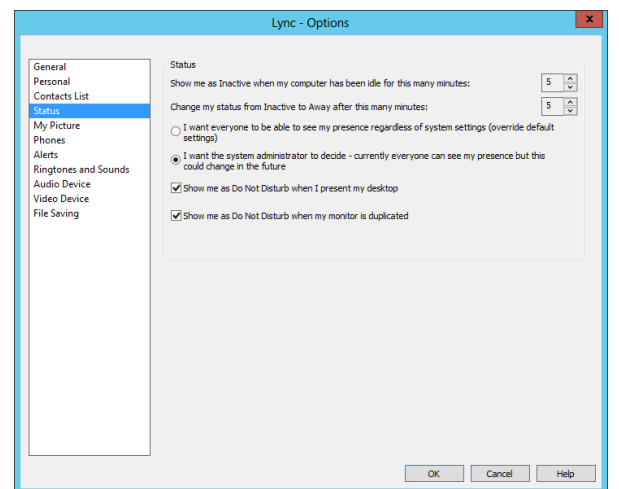 Lync - Options
x
General
Personal
Contacts List
Status
My Picture
Phones
Alerts
Ringtones and Sounds
Audio Device
Video Device
File Saving
Status
Show me as Inactive when my computer has been idle for this many minutes:
5
Change my status from Inactive to Away after this many minutes:
5
I want everyone to be able to see my presence regardless of system settings (override default
settings)
I want the system administrator to decide - currently everyone can see my presence but this
could change in the future
Show me as Do Not Disturb when I present my desktop
Show me as Do Not Disturb when my monitor is duplicated
OK
Cancel
Help